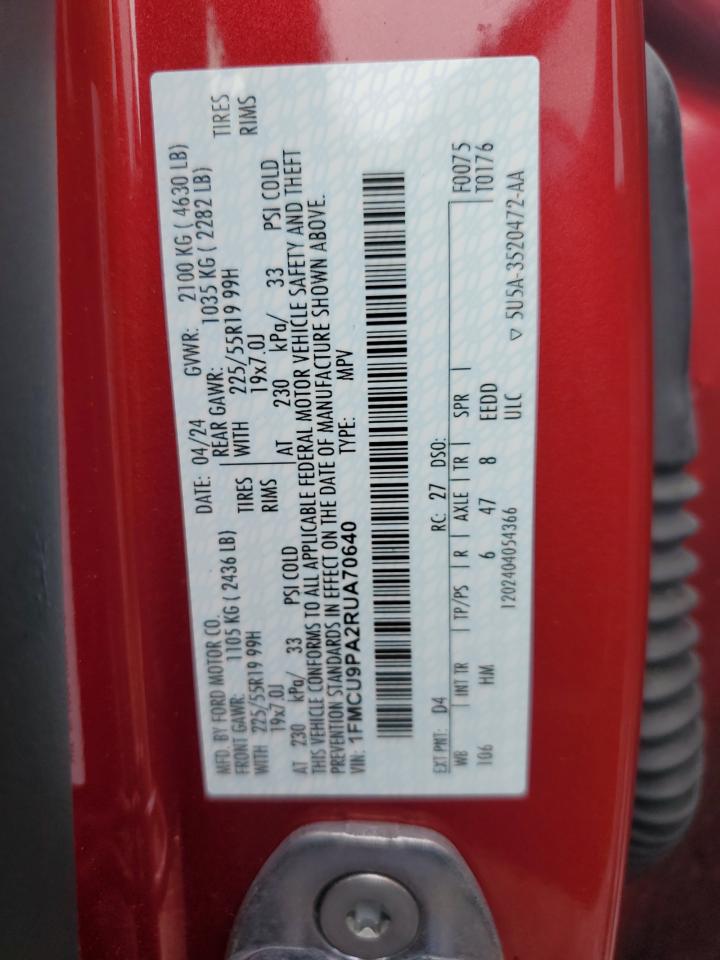 MFD. BY FORD MOTOR CO.
DATE: 04/24 GVWR: 2100 KG ( 4630 LB)
FRONT GAWR: 1105 KG ( 2436 LB)
REAR GAWR: 1035 KG ( 2282 LB)
WITH 225/55R19 99H TIRES
WITH 225/55R19 99H TIRES
19x7.0J RIMS
19x7.0J RIMS
AT 230 kPa/ 33 PSI COLD
AT 230 kPa/ 33 PSI COLD
THIS VEHICLE CONFORMS TO ALL APPLICABLE FEDERAL MOTOR VEHICLE SAFETY AND THEFT
PREVENTION STANDARDS IN EFFECT ON THE DATE OF MANUFACTURE SHOWN ABOVE.
VIN: 1FMCU9PA2RUA70640 TYPE: MPV
EXT PNT: D4 RC: 27 DSO: F0075
WB INT TR TP/PS R AXLE TR SPR T0176
106 HM 6 47 8 EEDD
1202404054366 ULC ▽ 5U5A-3520472-AA